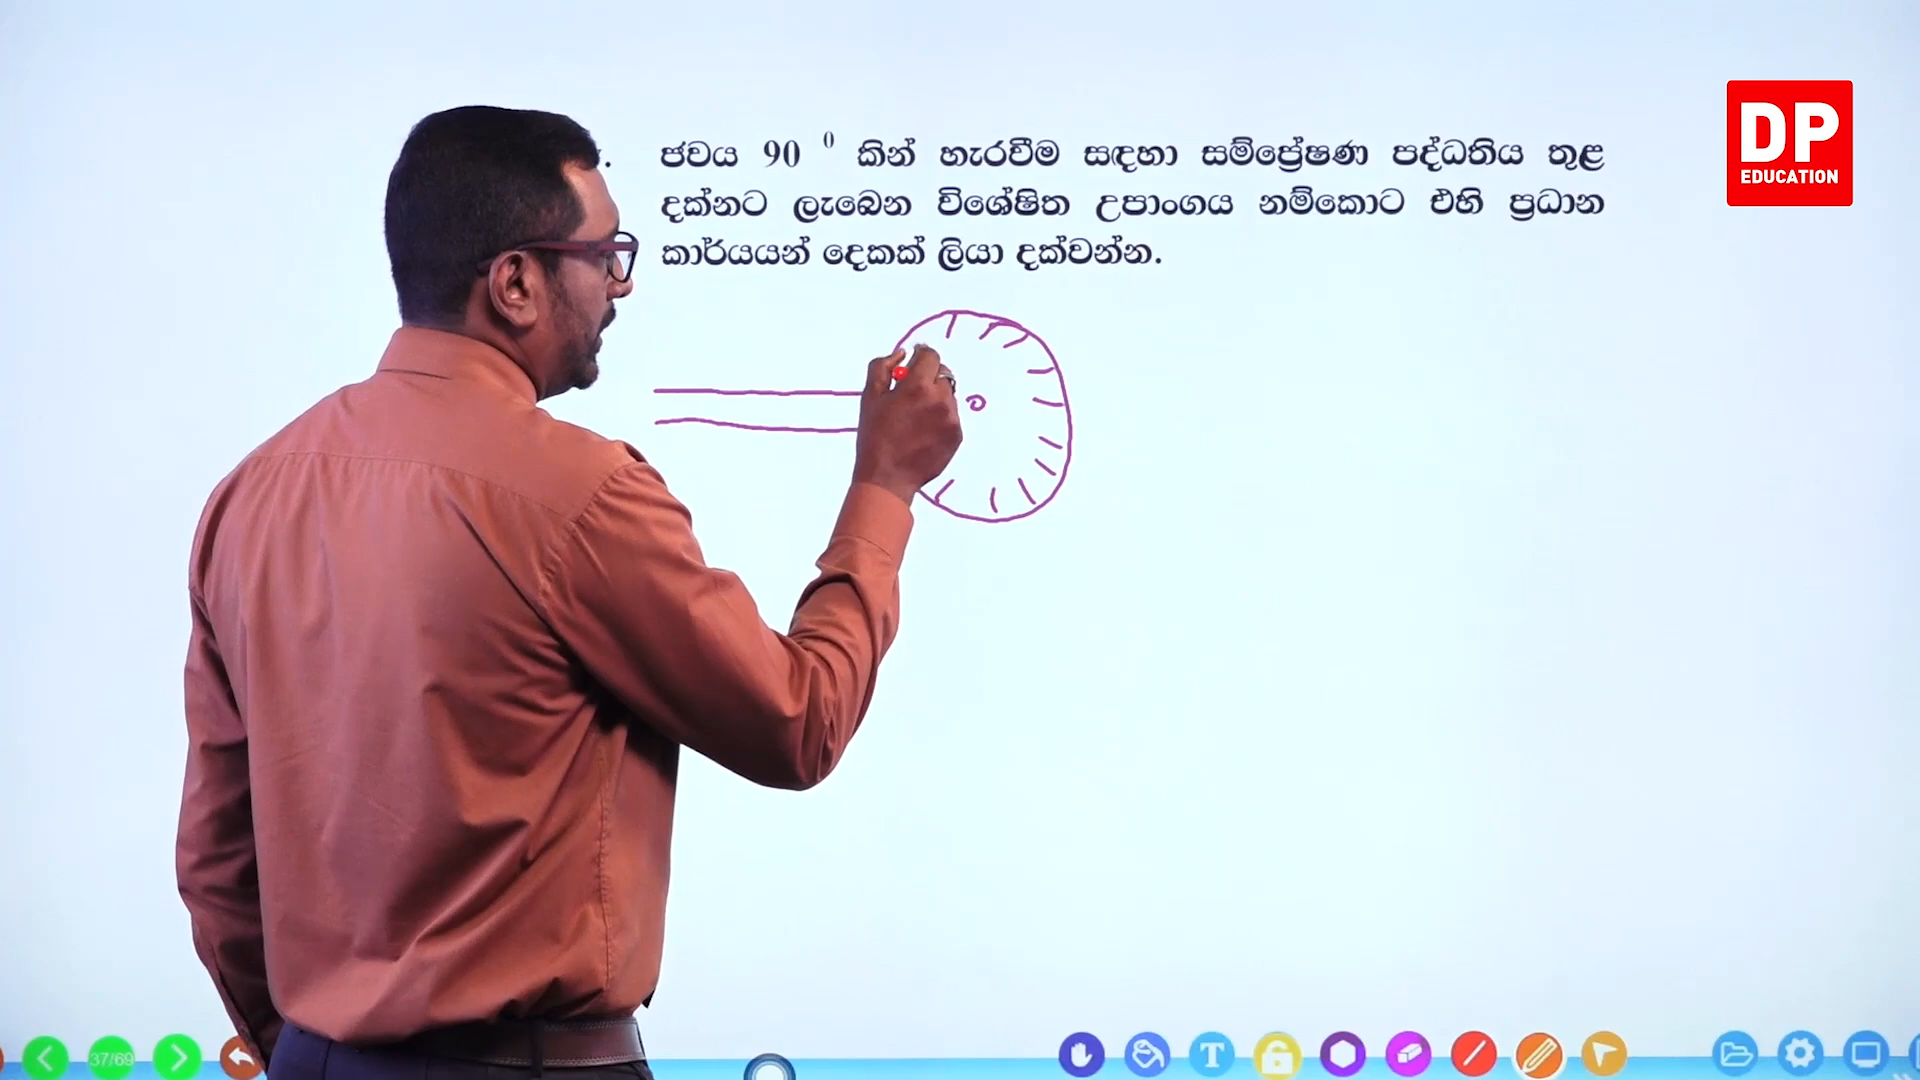 ජවය 90 ⁰ කින් හැරවීම සඳහා සම්ප්‍රේෂණ පද්ධතිය තුළ
දක්නට ලැබෙන විශේෂිත උපාංගය නම්කොට එහි ප්‍රධාන
කාර්යයන් දෙකක් ලියා දක්වන්න.
DP
EDUCATION
37/69
T